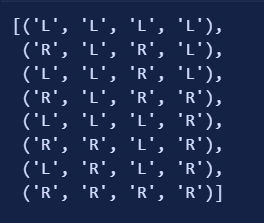 [('L', 'L', 'L', 'L'),
('R', 'L', 'R', 'L'),
('L', 'L', 'R', 'L'),
('R', 'L', 'R', 'R'),
('L', 'L', 'L', 'R'),
('R', 'R', 'L', 'R'),
('L', 'R', 'L', 'R'),
('R', 'R', 'R', 'R')]